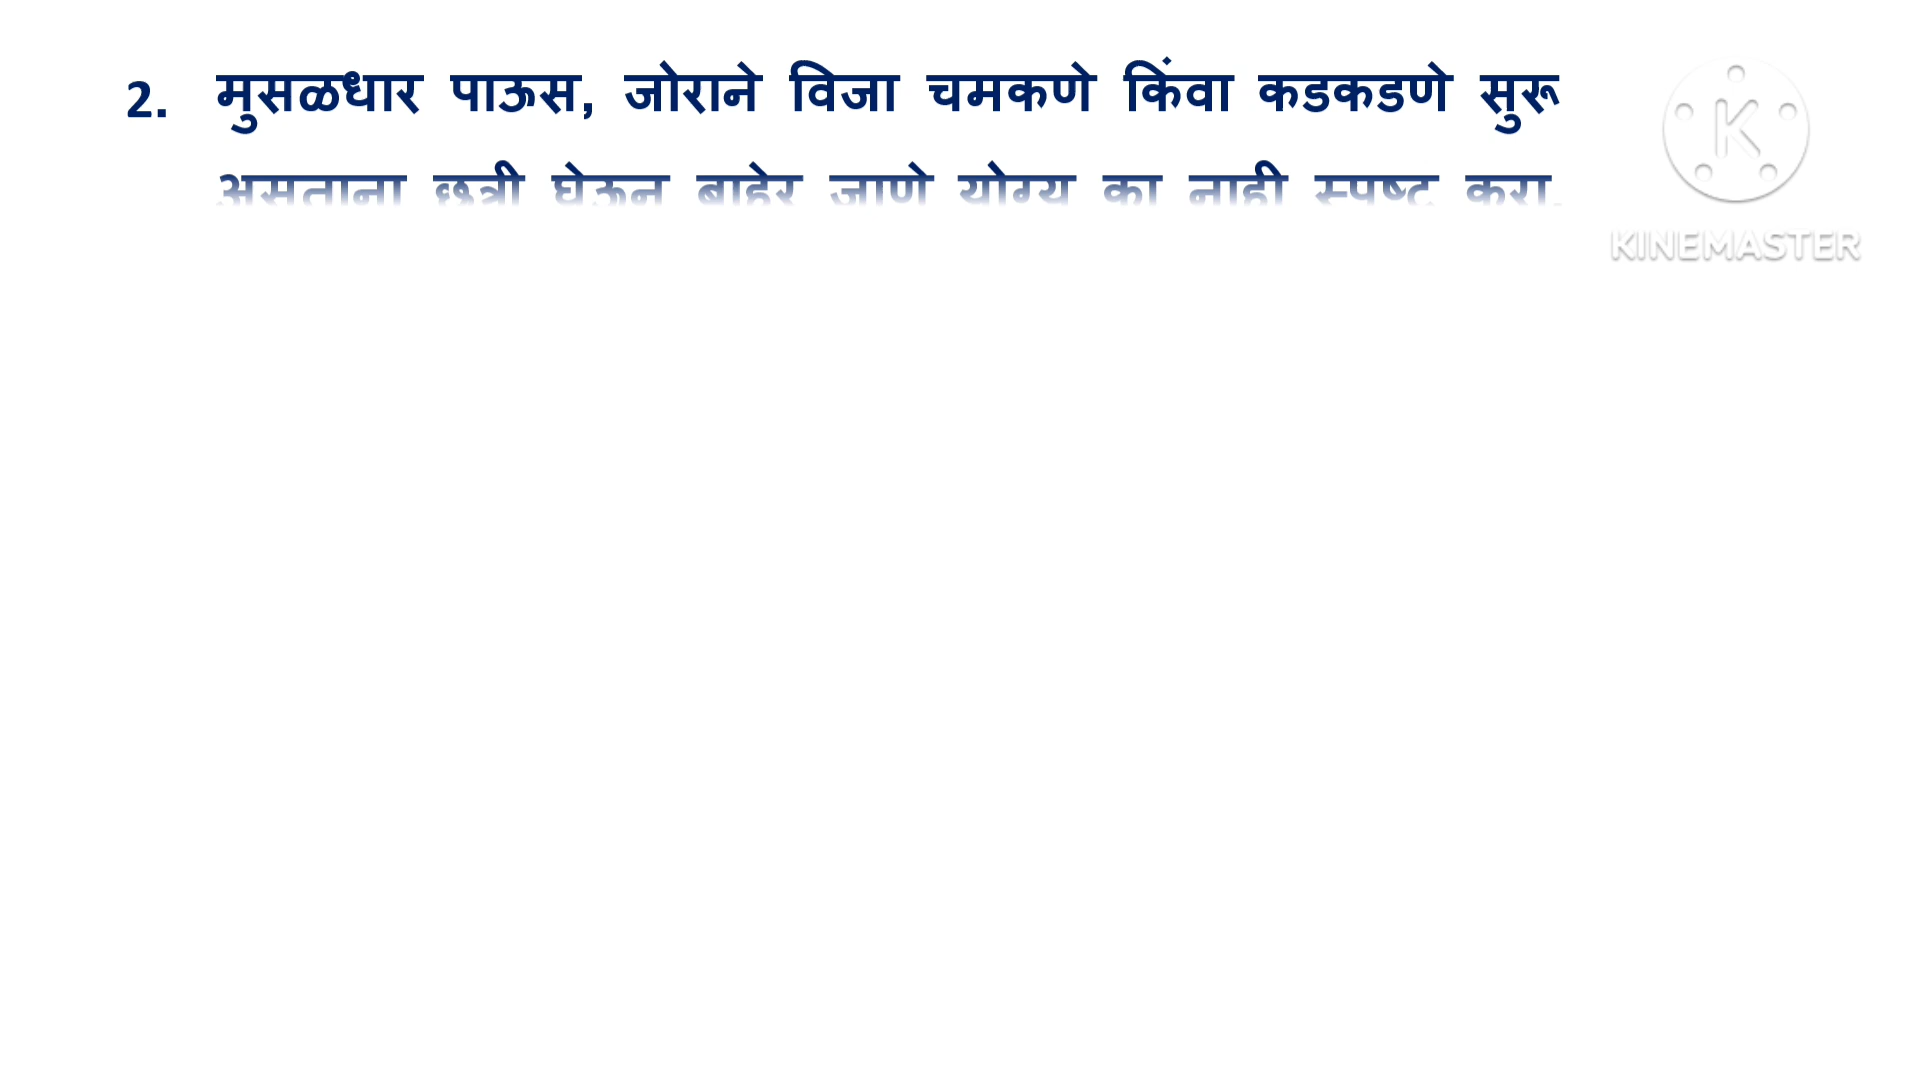 2. मुसळधार पाऊस, जोराने विजा चमकणे किंवा कडकडणे सुरू
असताना छत्री घेऊन बाहेर जाणे योग्य का नाही स्पष्ट करा.
KINEMASTER